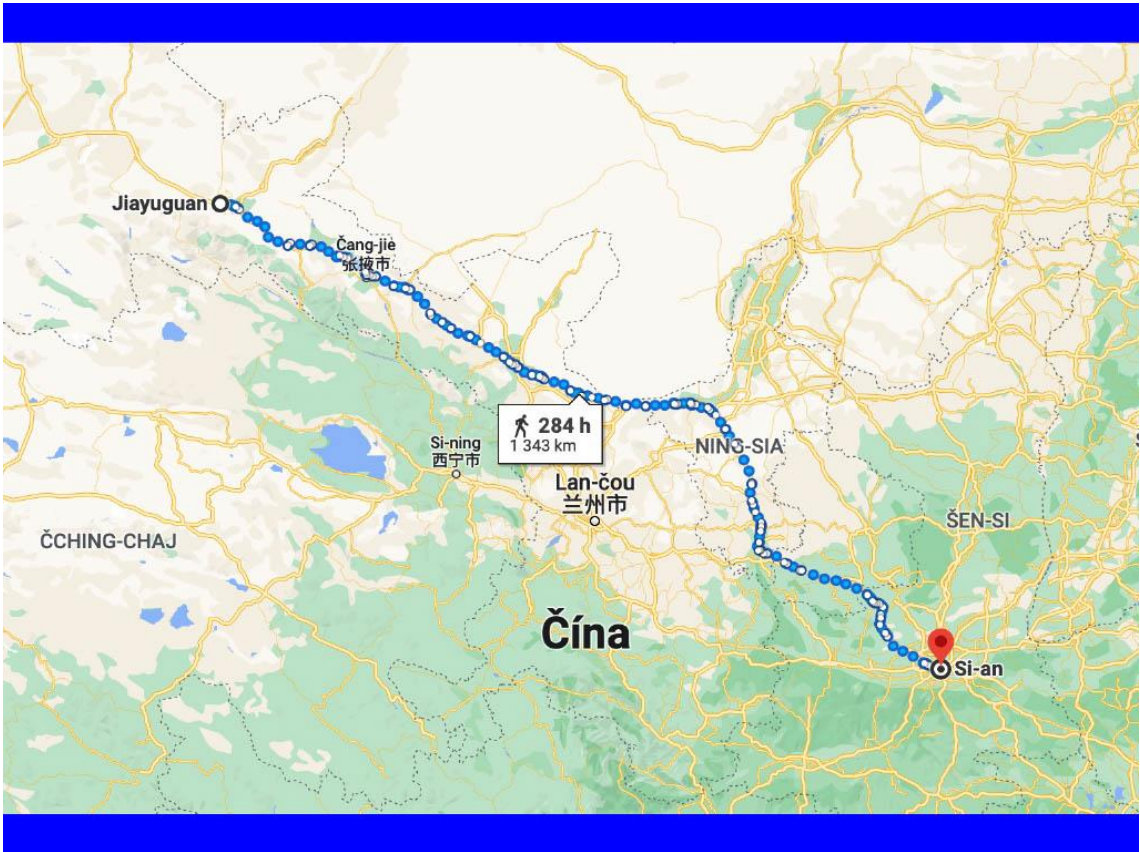 Jiayuguan
Čang-jie
张掖市
284 h
1 343 km
Si-ning
西宁市
NING-SIA
Lan-čou
兰州市
ŠEN-SI
ČCHING-CHAJ
Čína
Si-an